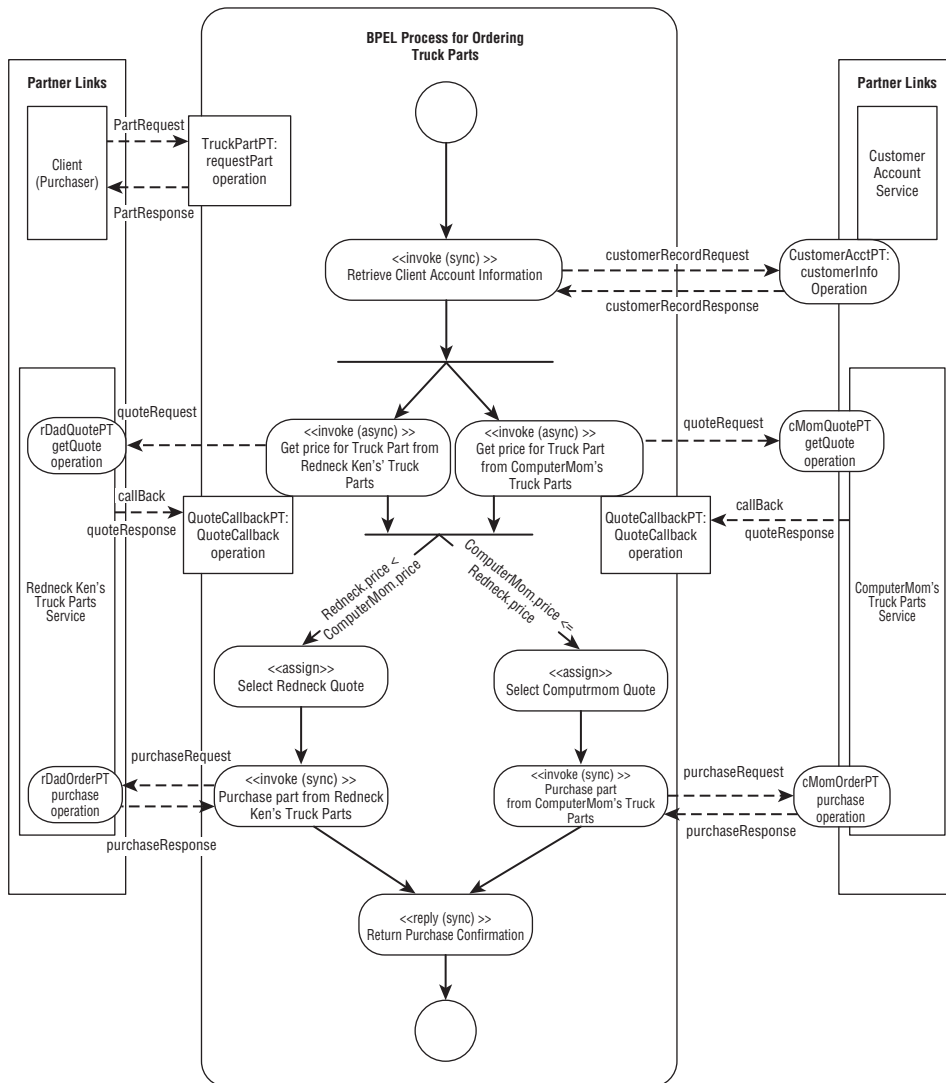 BPEL Process for Ordering
Truck Parts
Partner Links
Partner Links
PartRequest
Client
(Purchaser)
TruckPartPT:
requestPart
operation
PartResponse
Customer
Account
Service
<<invoke (sync) >>
Retrieve Client Account Information
customerRecordRequest
customerRecordResponse
CustomerAcctPT:
customerInfo
Operation
quoteRequest
rDadQuotePT
getQuote
operation
<<invoke (async) >>
Get price for Truck Part from
Redneck Ken's' Truck
Parts
<<invoke (async) >>
Get price for Truck Part
from ComputerMom's
Truck Parts
quoteRequest
cMomQuotePT
getQuote
operation
callBack
quoteResponse
QuoteCallbackPT:
QuoteCallback
operation
QuoteCallbackPT:
QuoteCallback
operation
callBack
quoteResponse
Redneck Ken's
Truck Parts
Service
Redneck.price <
ComputerMom.price
ComputerMom.price <=
Redneck.price
ComputerMom's
Truck Parts
Service
<<assign>>
Select Redneck Quote
<<assign>>
Select Computrmom Quote
purchaseRequest
rDadOrderPT
purchase
operation
purchaseResponse
<<invoke (sync) >>
Purchase part from Redneck
Ken's Truck Parts
<<invoke (sync) >>
Purchase part
from ComputerMom's Truck
Parts
purchaseRequest
purchaseResponse
cMomOrderPT
purchase
operation
<<reply (sync) >>
Return Purchase Confirmation